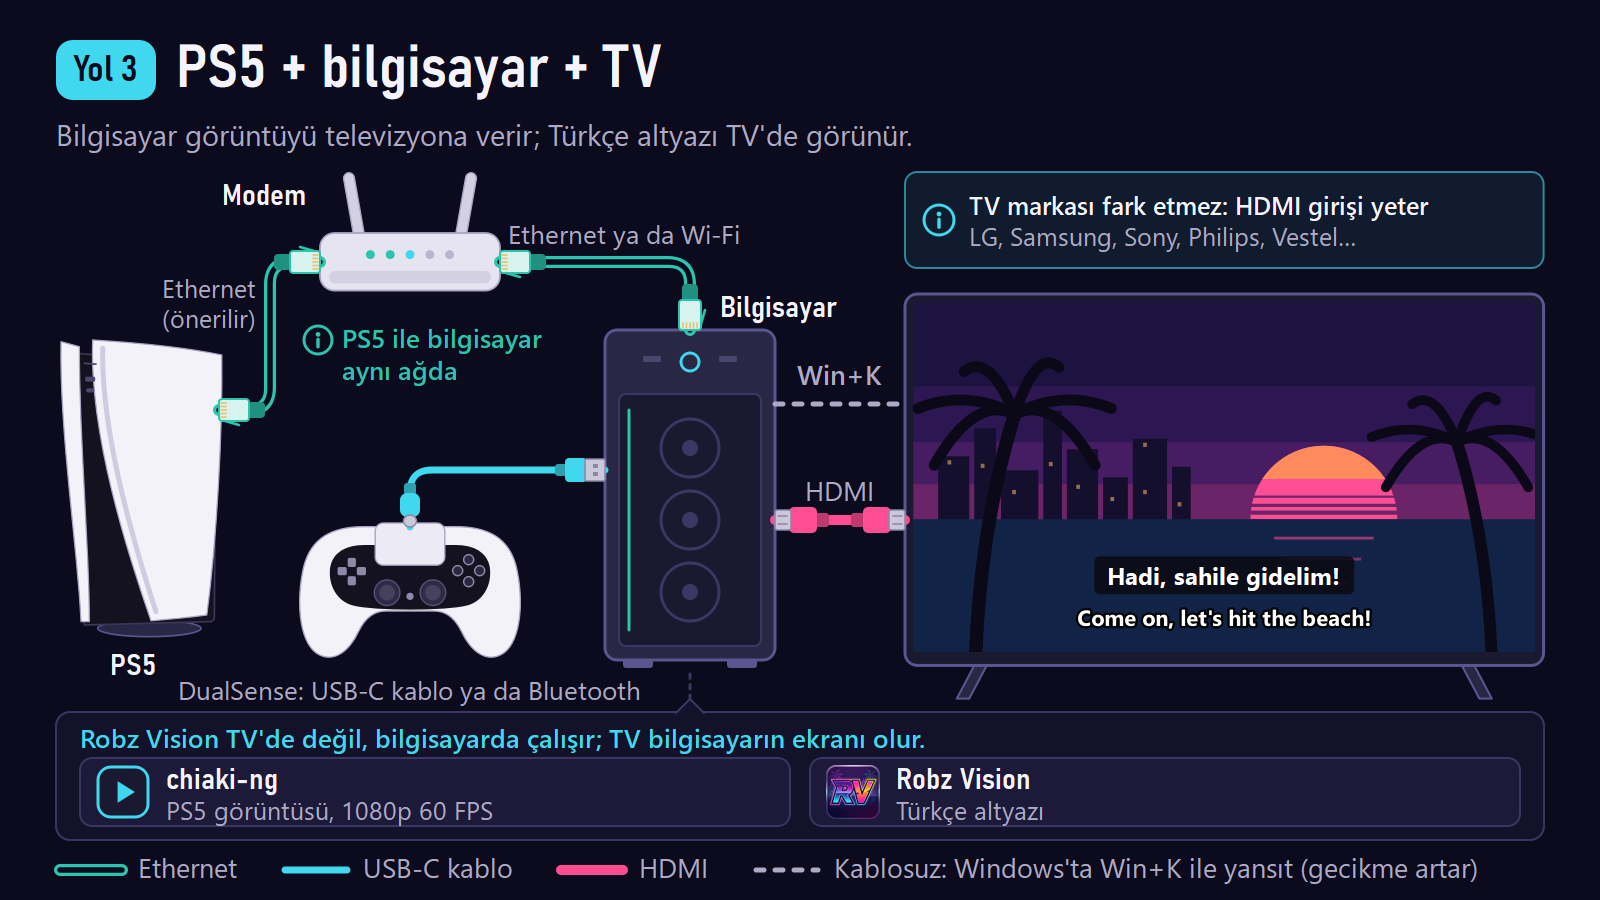 Yol 3
PS5 + bilgisayar + TV
Bilgisayar görüntüyü televizyona verir; Türkçe altyazı TV'de görünür.
Modem
Ethernet ya da Wi-Fi
TV markası fark etmez: HDMI girişi yeter
LG, Samsung, Sony, Philips, Vestel...
Ethernet
(önerilir)
PS5 ile bilgisayar
aynı ağda
Bilgisayar
Win+K
HDMI
Hadi, sahile gidelim!
Come on, let's hit the beach!
PS5
DualSense: USB-C kablo ya da Bluetooth
Robz Vision TV'de değil, bilgisayarda çalışır; TV bilgisayarın ekranı olur.
chiaki-ng
PS5 görüntüsü, 1080p 60 FPS
RV
Robz Vision
Türkçe altyazı
Ethernet
USB-C kablo
HDMI
Kablosuz: Windows'ta Win+K ile yansıt (gecikme artar)